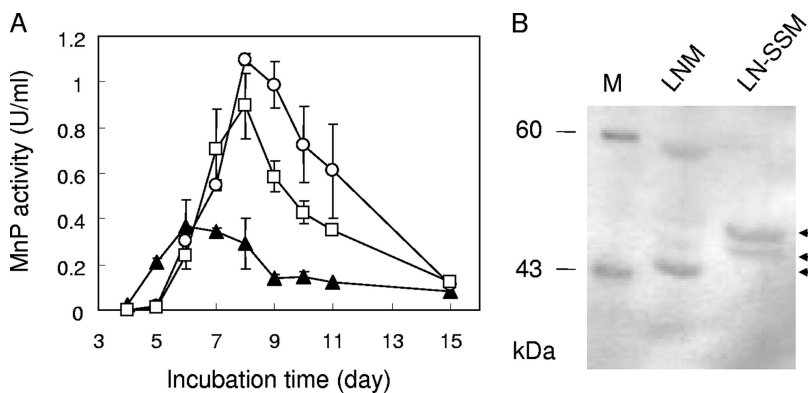 A
MnP activity (U/ml)
1.2
1
0.8
0.6
0.4
0.2
0
3 5 7 9 11 13 15
Incubation time (day)
B
M LNM LN-SSM
60
43
kDa